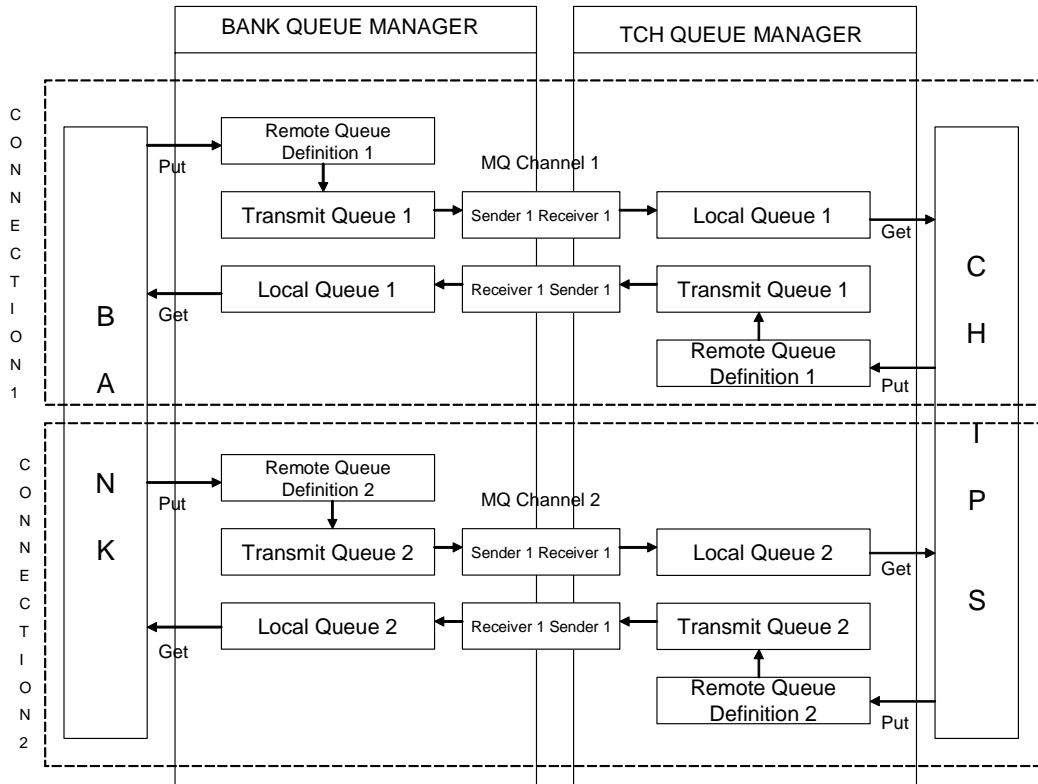 BANK QUEUE MANAGER
TCH QUEUE MANAGER
CONNECTION1
BANK
Put
Remote Queue
Definition 1
MQ Channel 1
Transmit Queue 1
Sender 1 Receiver 1
Local Queue 1
Get
Get
Local Queue 1
Receiver 1 Sender 1
Transmit Queue 1
Remote Queue
Definition 1
Put
CHIPS
CONNECTION2
Put
Remote Queue
Definition 2
MQ Channel 2
Transmit Queue 2
Sender 1 Receiver 1
Local Queue 2
Get
Get
Local Queue 2
Receiver 1 Sender 1
Transmit Queue 2
Remote Queue
Definition 2
Put